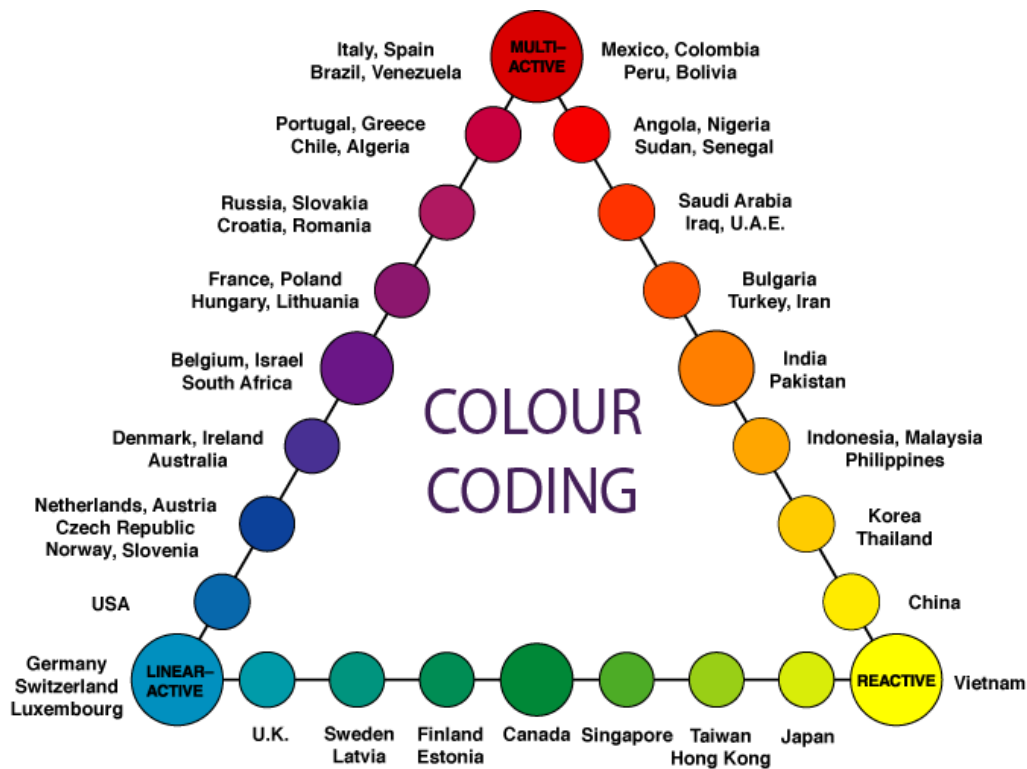 Italy, Spain
Brazil, Venezuela
MULTI–
ACTIVE
Mexico, Colombia
Peru, Bolivia
Portugal, Greece
Chile, Algeria
Angola, Nigeria
Sudan, Senegal
Russia, Slovakia
Croatia, Romania
Saudi Arabia
Iraq, U.A.E.
France, Poland
Hungary, Lithuania
Bulgaria
Turkey, Iran
Belgium, Israel
South Africa
India
Pakistan
COLOUR
CODING
Denmark, Ireland
Australia
Indonesia, Malaysia
Philippines
Netherlands, Austria
Czech Republic
Norway, Slovenia
Korea
Thailand
USA
China
Germany
Switzerland
Luxembourg
LINEAR–
ACTIVE
REACTIVE
Vietnam
U.K.
Sweden
Latvia
Finland
Estonia
Canada
Singapore
Taiwan
Hong Kong
Japan